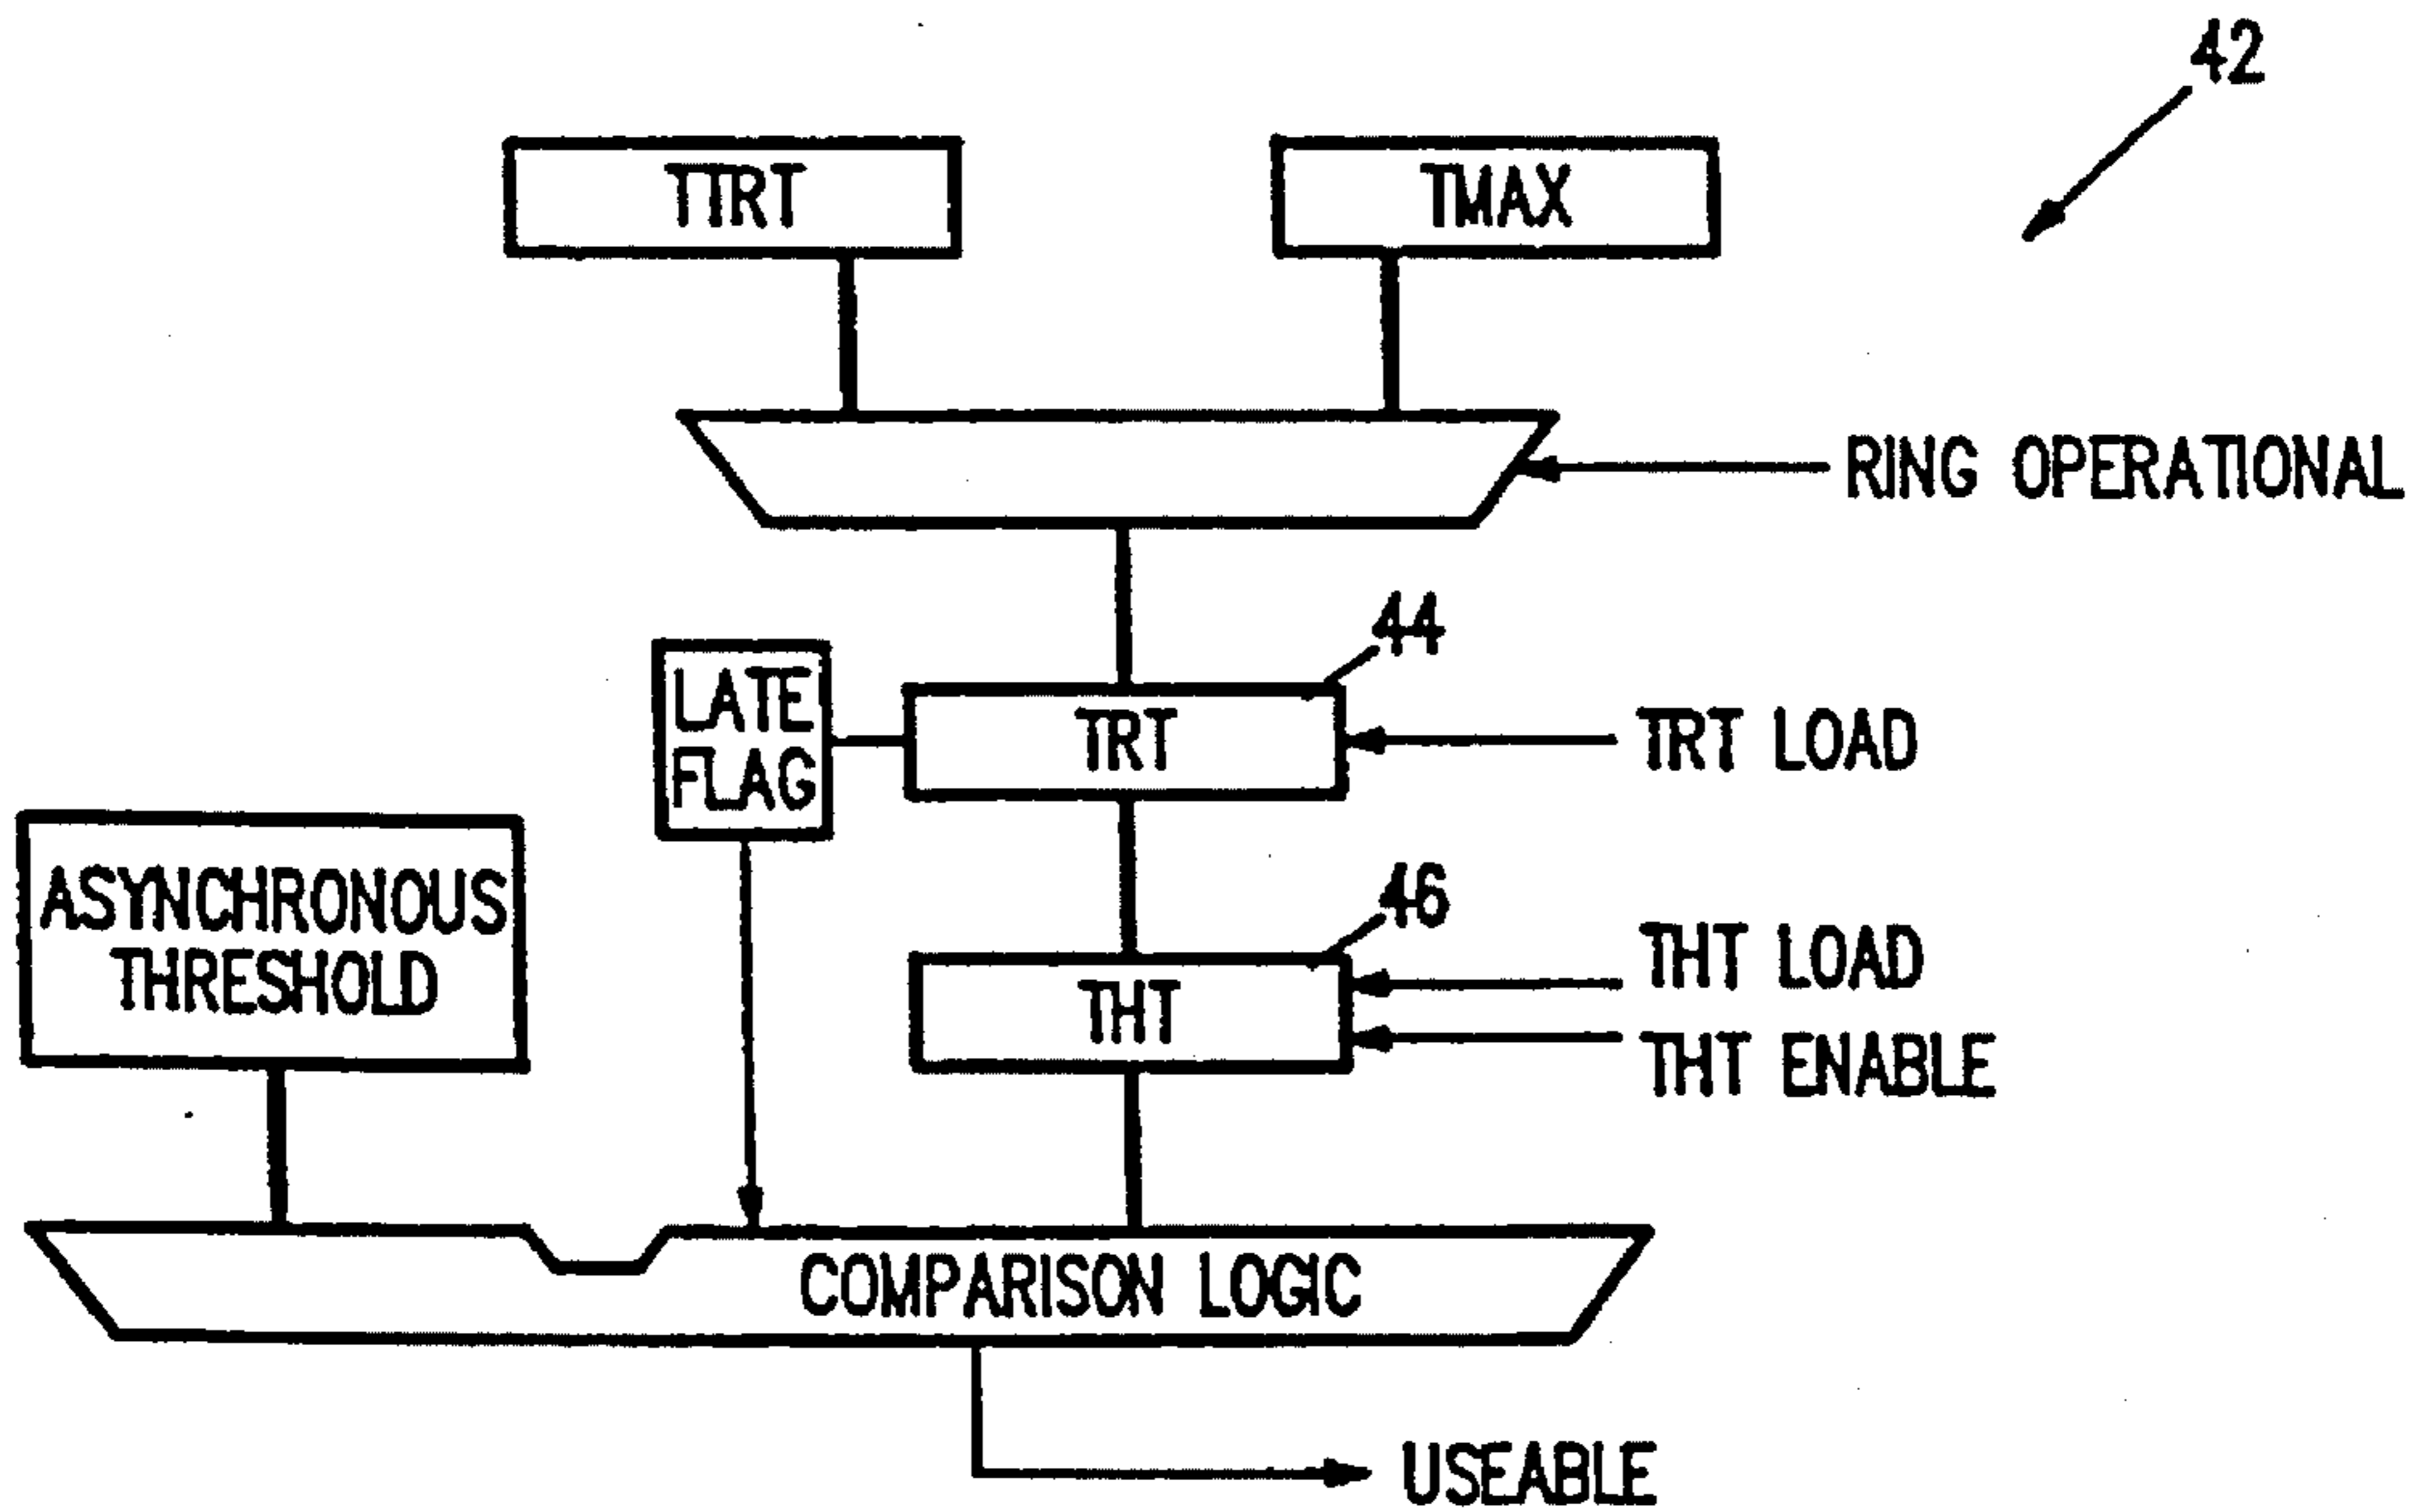 42
TTRT
TMAX
RING OPERATIONAL
44
LATE
FLAG
TRT
TRT LOAD
46
ASYNCHRONOUS
THRESHOLD
THT
THT LOAD
THT ENABLE
COMPARISON LOGIC
USEABLE